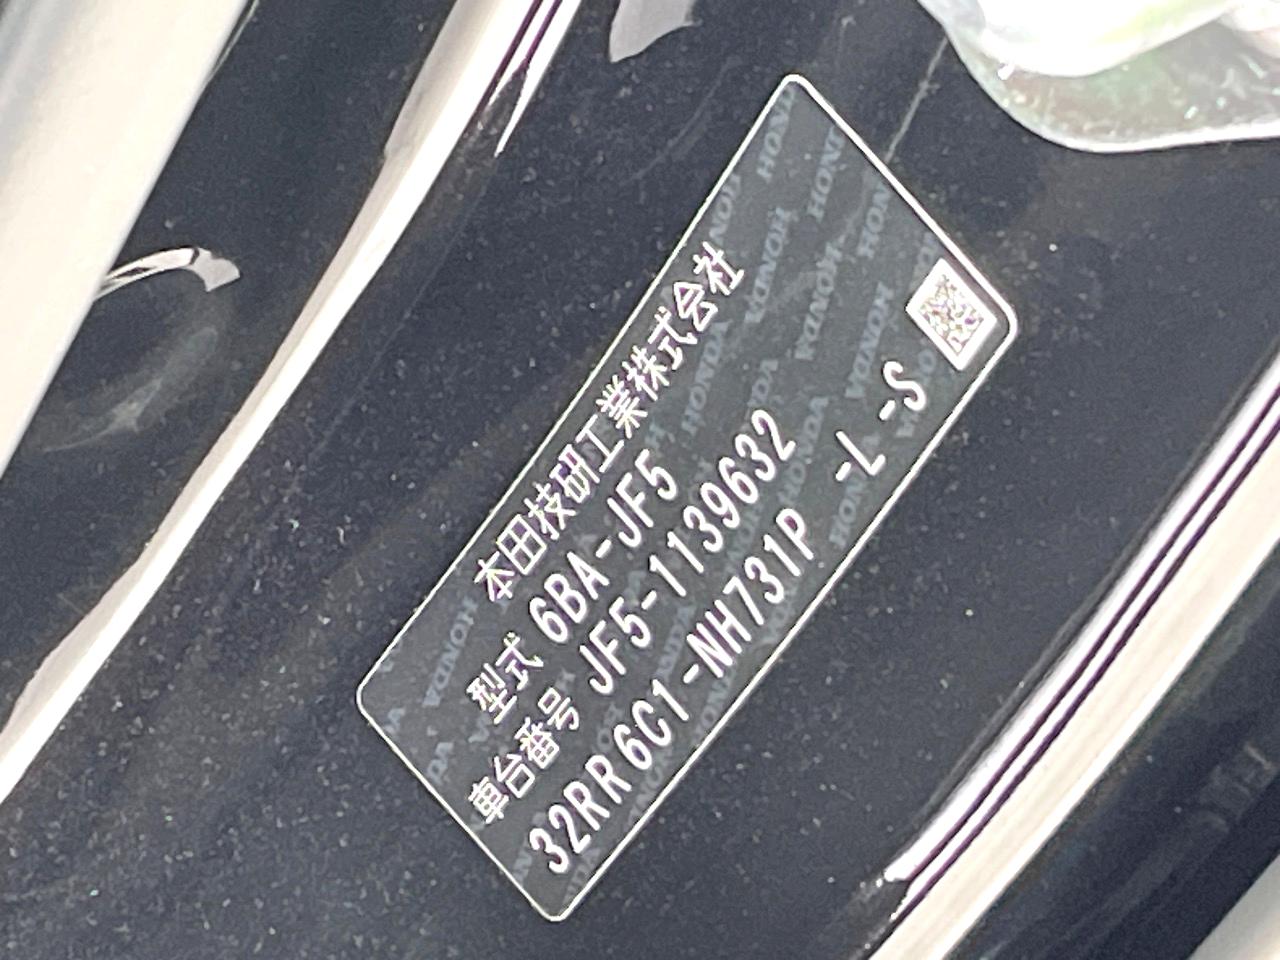 本田技研工業株式会社
型式 6BA-JF5
車台番号 JF5-1139632
32RR6C1-NH731P -L -S